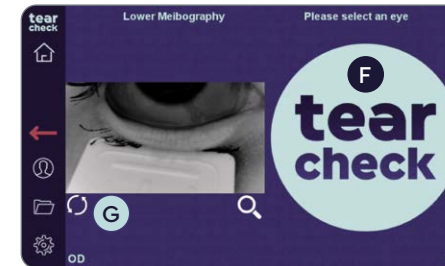 tear
check
Lower Meibography
Please select an eye
F
tear
check
G
OD